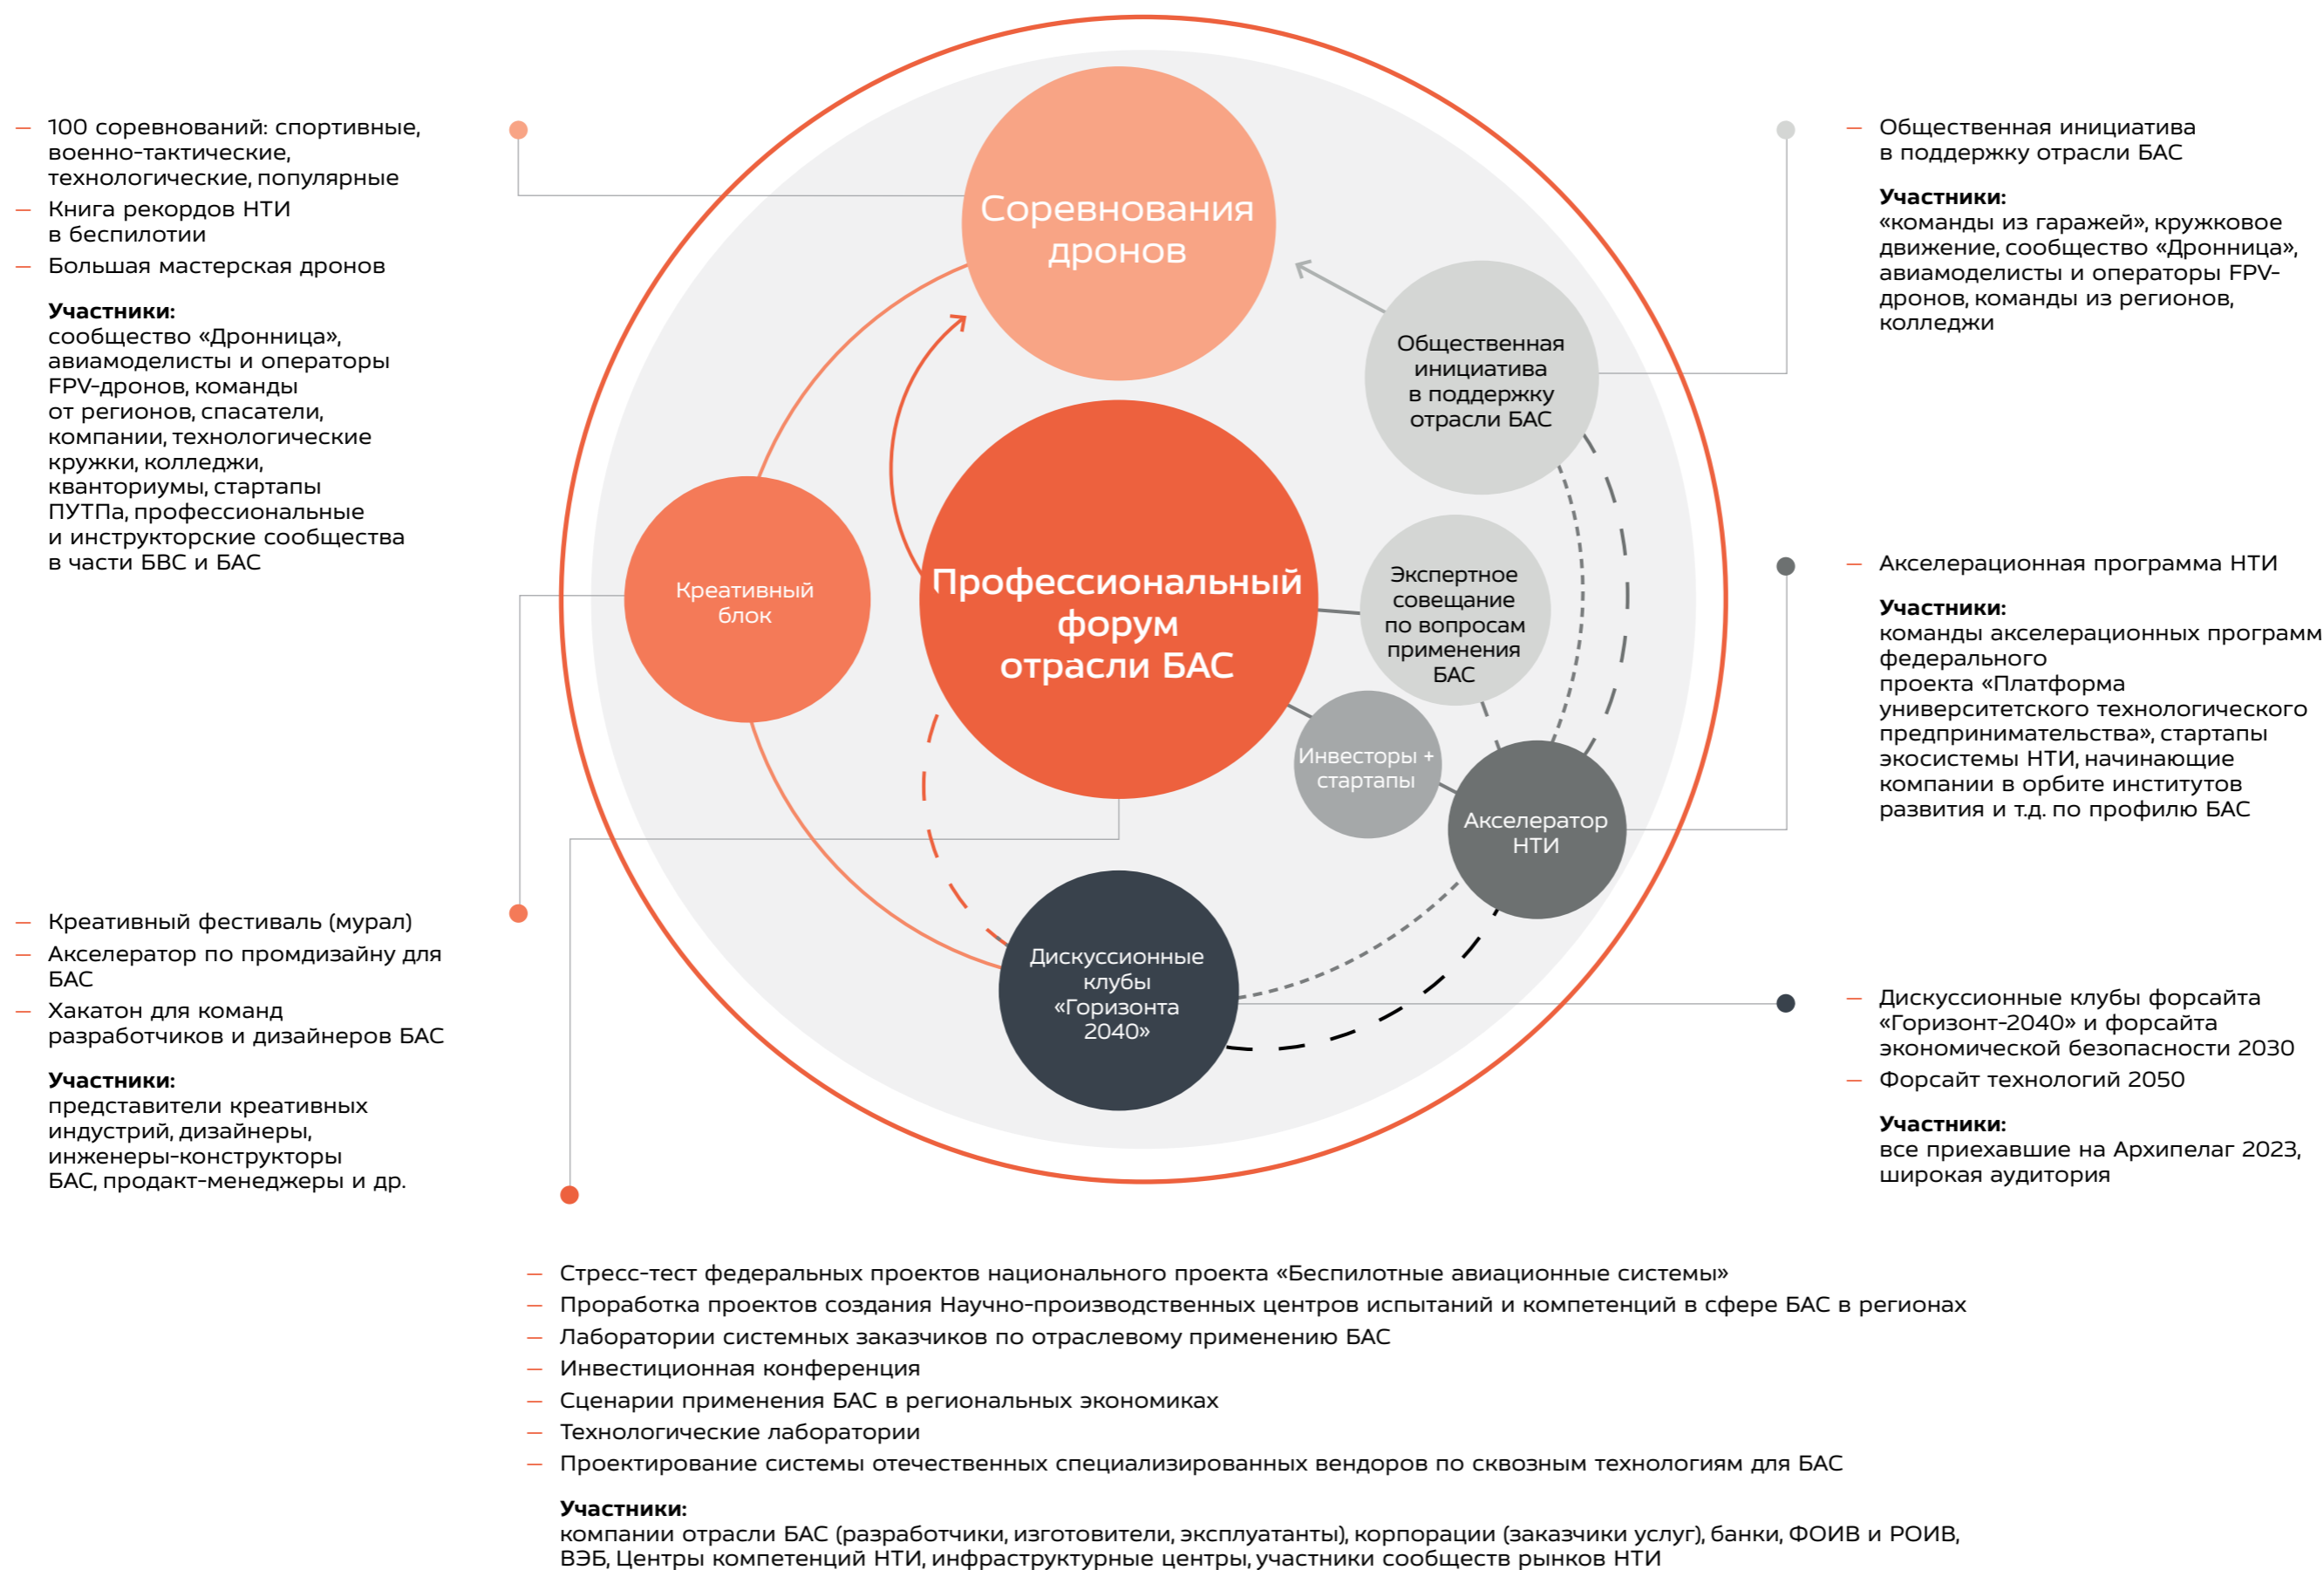 — 100 соревнований: спортивные,
военно-тактические,
технологические, популярные
— Книга рекордов НТИ
в беспилотии
— Большая мастерская дронов
Участники:
сообщество «Дронница»,
авиамоделисты и операторы
FPV-дронов, команды
от регионов, спасатели,
компании, технологические
кружки, колледжи,
кванториумы, стартапы
ПУТПа, профессиональные
и инструкторские сообщества
в части БВС и БАС
— Креативный фестиваль (мурал)
— Акселератор по промдизайну для
БАС
— Хакатон для команд
разработчиков и дизайнеров БАС
Участники:
представители креативных
индустрий, дизайнеры,
инженеры-конструкторы
БАС, продакт-менеджеры и др.
Соревнования
дронов
Общественная
инициатива
в поддержку
отрасли БАС
Креативный
блок
Профессиональный
форум
отрасли БАС
Экспертное
совещание
по вопросам
применения
БАС
Инвесторы +
стартапы
Акселератор
НТИ
Дискуссионные
клубы
«Горизонта
2040»
— Общественная инициатива
в поддержку отрасли БАС
Участники:
«команды из гаражей», кружковое
движение, сообщество «Дронница»,
авиамоделисты и операторы FPV-
дронов, команды из регионов,
колледжи
— Акселерационная программа НТИ
Участники:
команды акселерационных программ
федерального
проекта «Платформа
университетского технологического
предпринимательства», стартапы
экосистемы НТИ, начинающие
компании в орбите институтов
развития и т.д. по профилю БАС
— Дискуссионные клубы форсайта
«Горизонт-2040» и форсайта
экономической безопасности 2030
— Форсайт технологий 2050
Участники:
все приехавшие на Архипелаг 2023,
широкая аудитория
— Стресс-тест федеральных проектов национального проекта «Беспилотные авиационные системы»
— Проработка проектов создания Научно-производственных центров испытаний и компетенций в сфере БАС в регионах
— Лаборатории системных заказчиков по отраслевому применению БАС
— Инвестиционная конференция
— Сценарии применения БАС в региональных экономиках
— Технологические лаборатории
— Проектирование системы отечественных специализированных вендоров по сквозным технологиям для БАС
Участники:
компании отрасли БАС (разработчики, изготовители, эксплуатанты), корпорации (заказчики услуг), банки, ФОИВ и РОИВ,
ВЭБ, Центры компетенций НТИ, инфраструктурные центры, участники сообществ рынков НТИ